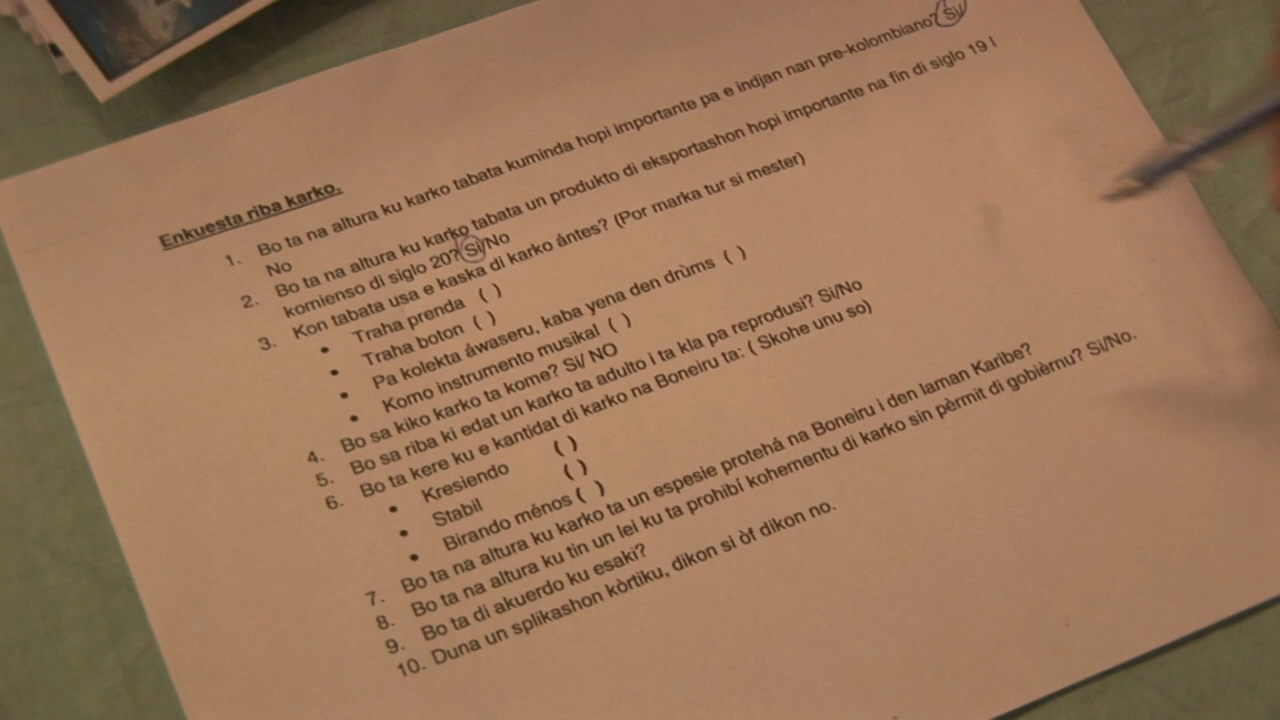 Enkuesta riba karko.
1. Bo ta na altura ku karko tabata kuminda hopi importante pa e indjan nan pre-kolombiano? Si/
No
2. Bo ta na altura ku karko tabata un produkto di eksportashon hopi importante na fin di siglo 19 I
komienso di siglo 20? Si/No
3. Kon tabata usa e kaska di karko ántes? (Por marka tur si mester)
• Traha prenda ( )
• Traha boton ( )
• Pa kolekta áwaseru, kaba yena den drùms ( )
• Komo instrumento musikal ( )
4. Bo sa kiko karko ta kome? Si/ NO
5. Bo sa riba ki edat un karko ta adulto i ta kla pa reprodusi? Si/No
6. Bo ta kere ku e kantidat di karko na Boneiru ta: ( Skohe unu so)
• Kresiendo ( )
• Stabil ( )
• Birando ménos ( )
7. Bo ta na altura ku karko ta un espesie protehá na Boneiru i den laman Karibe?
8. Bo ta na altura ku tin un lei ku ta prohibí kohementu di karko sin pèrmit di gobièrnu? Si/No.
9. Bo ta di akuerdo ku esaki?
10. Duna un splikashon kòrtiku, dikon si òf dikon no.